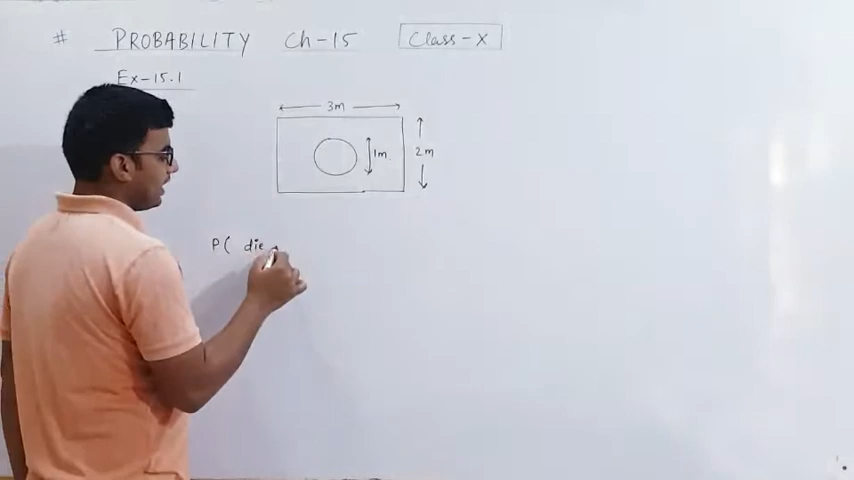 # PROBABILITY Ch-15 Class-X
Ex-15.1
3m
1m
2m
P( die